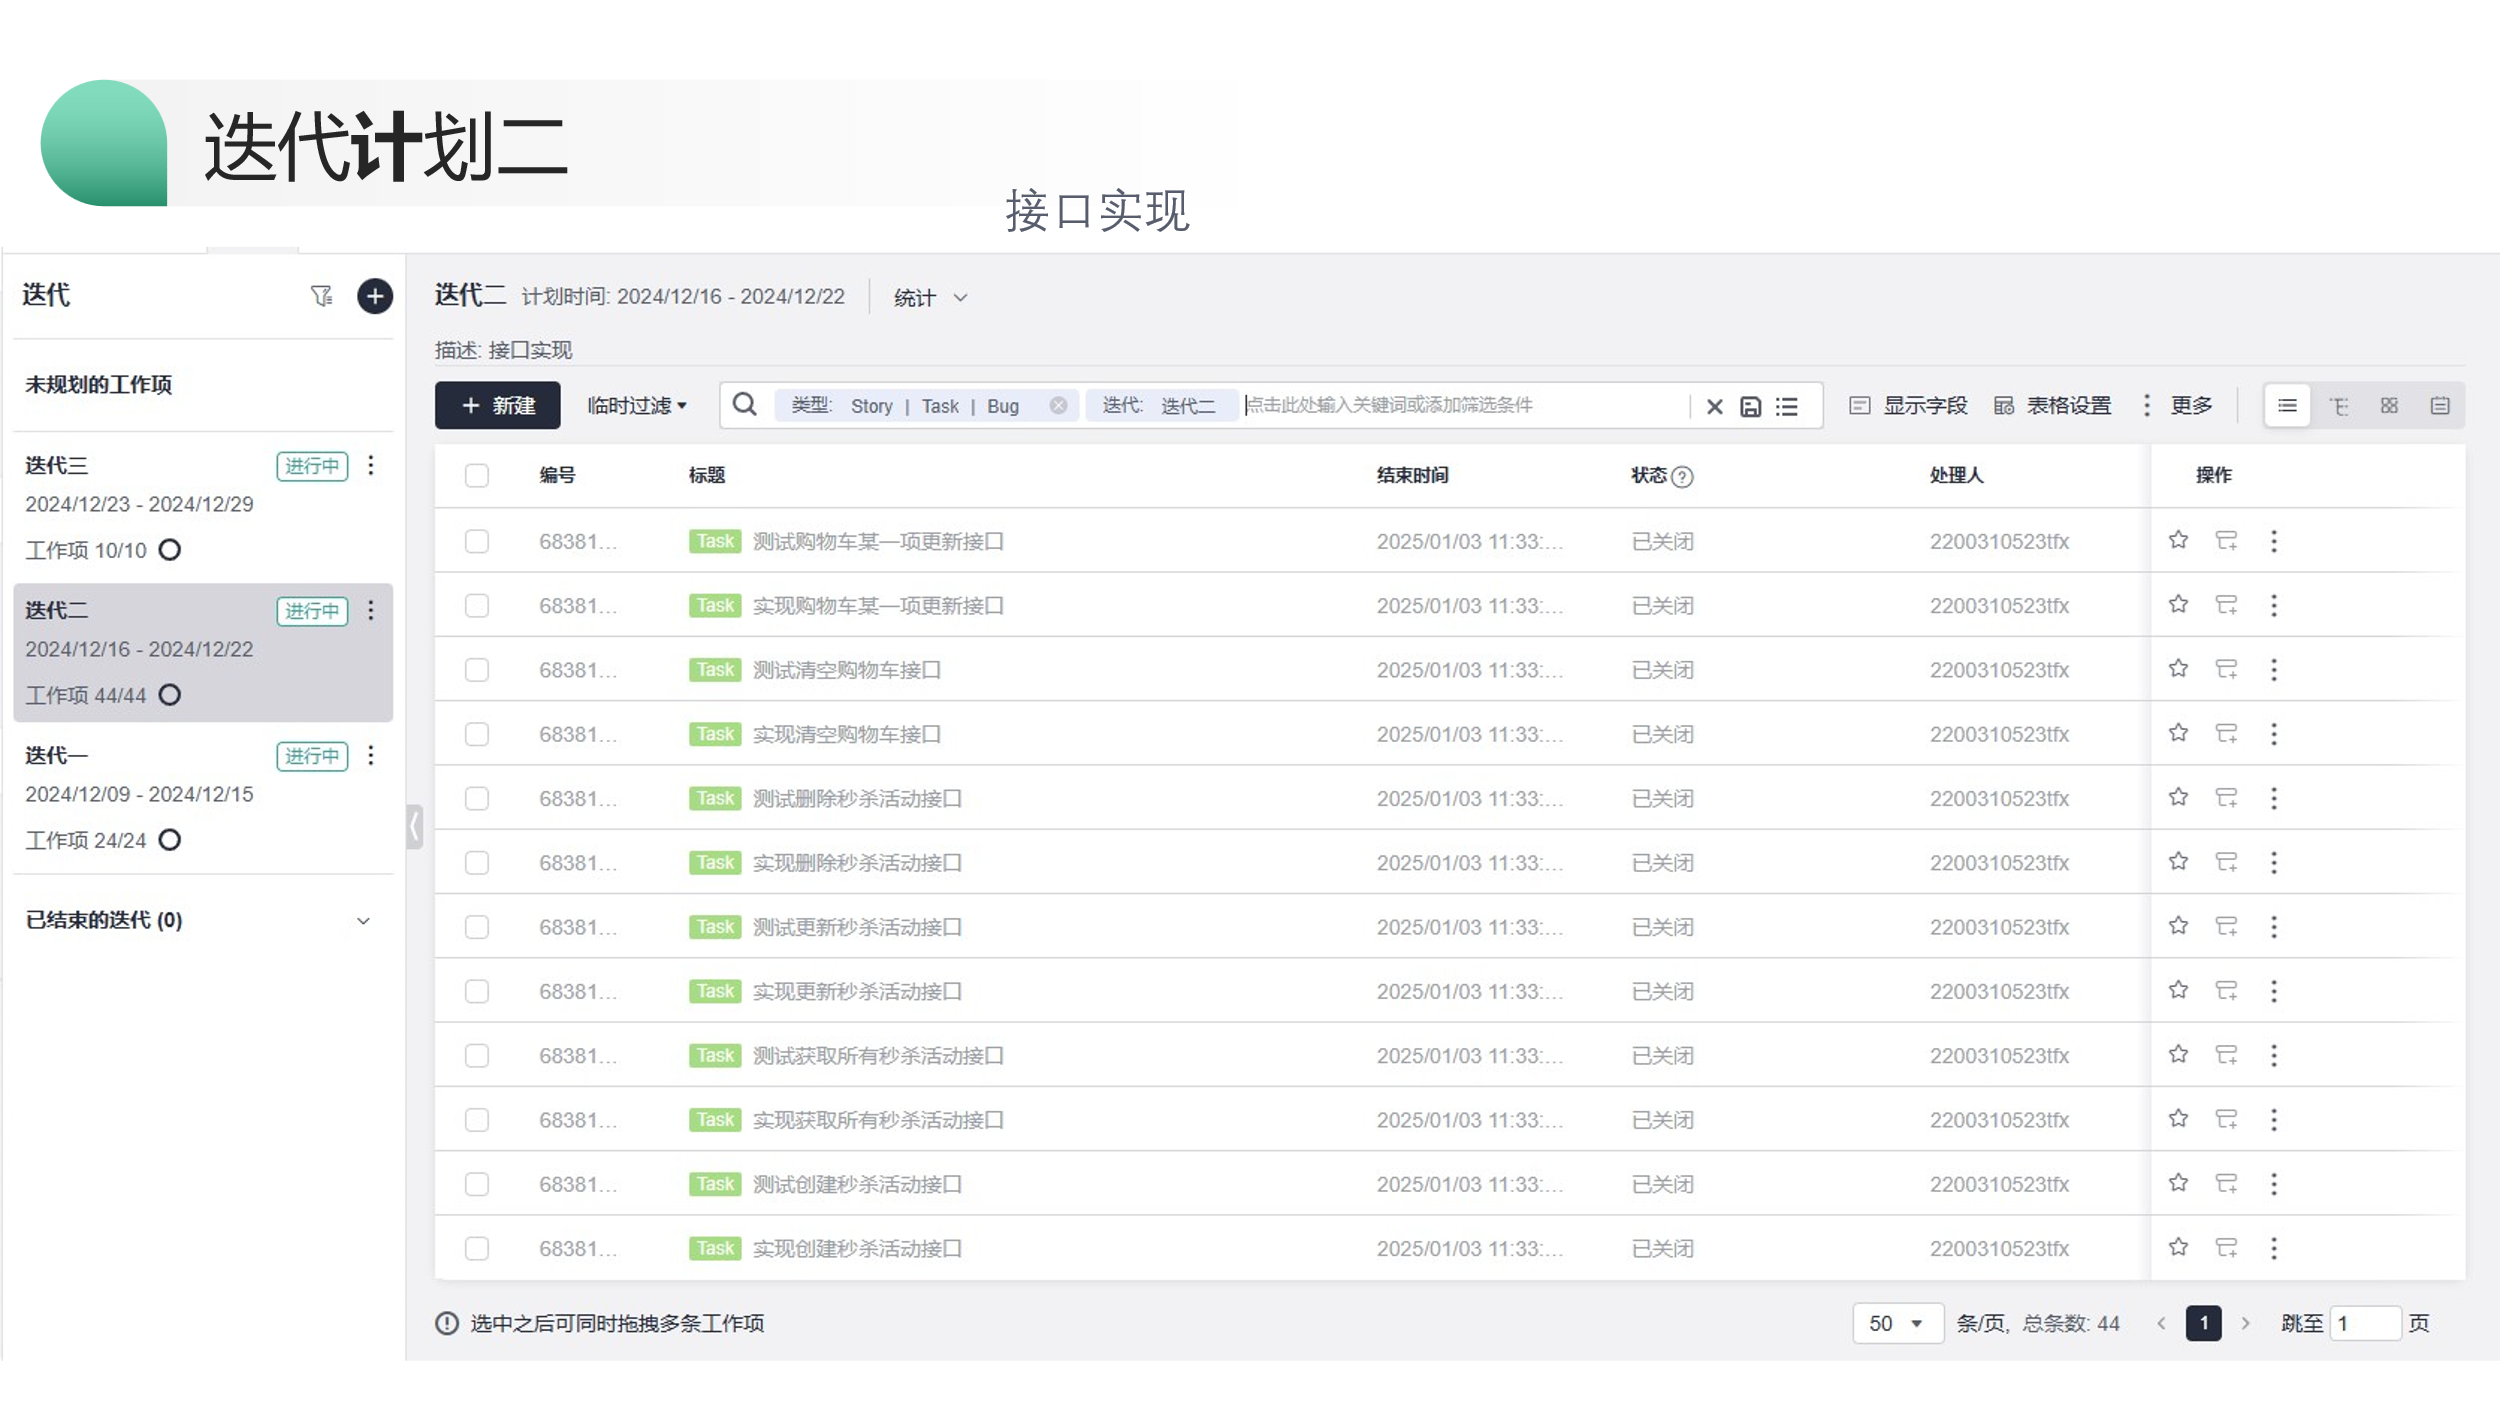 迭代计划二
接口实现
迭代
未规划的工作项
迭代三 进行中
2024/12/23 - 2024/12/29
工作项 10/10
迭代二 进行中
2024/12/16 - 2024/12/22
工作项 44/44
迭代一 进行中
2024/12/09 - 2024/12/15
工作项 24/24
已结束的迭代 (0)
迭代二 计划时间: 2024/12/16 - 2024/12/22 统计
描述: 接口实现
+ 新建 临时过滤 类型: Story | Task | Bug 迭代: 迭代二 点击此处输入关键词或添加筛选条件 显示字段 表格设置 更多
编号 标题 结束时间 状态 处理人 操作
68381... Task 测试购物车某一项更新接口 2025/01/03 11:33:... 已关闭 2200310523tfx
68381... Task 实现购物车某一项更新接口 2025/01/03 11:33:... 已关闭 2200310523tfx
68381... Task 测试清空购物车接口 2025/01/03 11:33:... 已关闭 2200310523tfx
68381... Task 实现清空购物车接口 2025/01/03 11:33:... 已关闭 2200310523tfx
68381... Task 测试删除秒杀活动接口 2025/01/03 11:33:... 已关闭 2200310523tfx
68381... Task 实现删除秒杀活动接口 2025/01/03 11:33:... 已关闭 2200310523tfx
68381... Task 测试更新秒杀活动接口 2025/01/03 11:33:... 已关闭 2200310523tfx
68381... Task 实现更新秒杀活动接口 2025/01/03 11:33:... 已关闭 2200310523tfx
68381... Task 测试获取所有秒杀活动接口 2025/01/03 11:33:... 已关闭 2200310523tfx
68381... Task 实现获取所有秒杀活动接口 2025/01/03 11:33:... 已关闭 2200310523tfx
68381... Task 测试创建秒杀活动接口 2025/01/03 11:33:... 已关闭 2200310523tfx
68381... Task 实现创建秒杀活动接口 2025/01/03 11:33:... 已关闭 2200310523tfx
选中之后可同时拖拽多条工作项 50 条/页, 总条数: 44 < 1 > 跳至 1 页